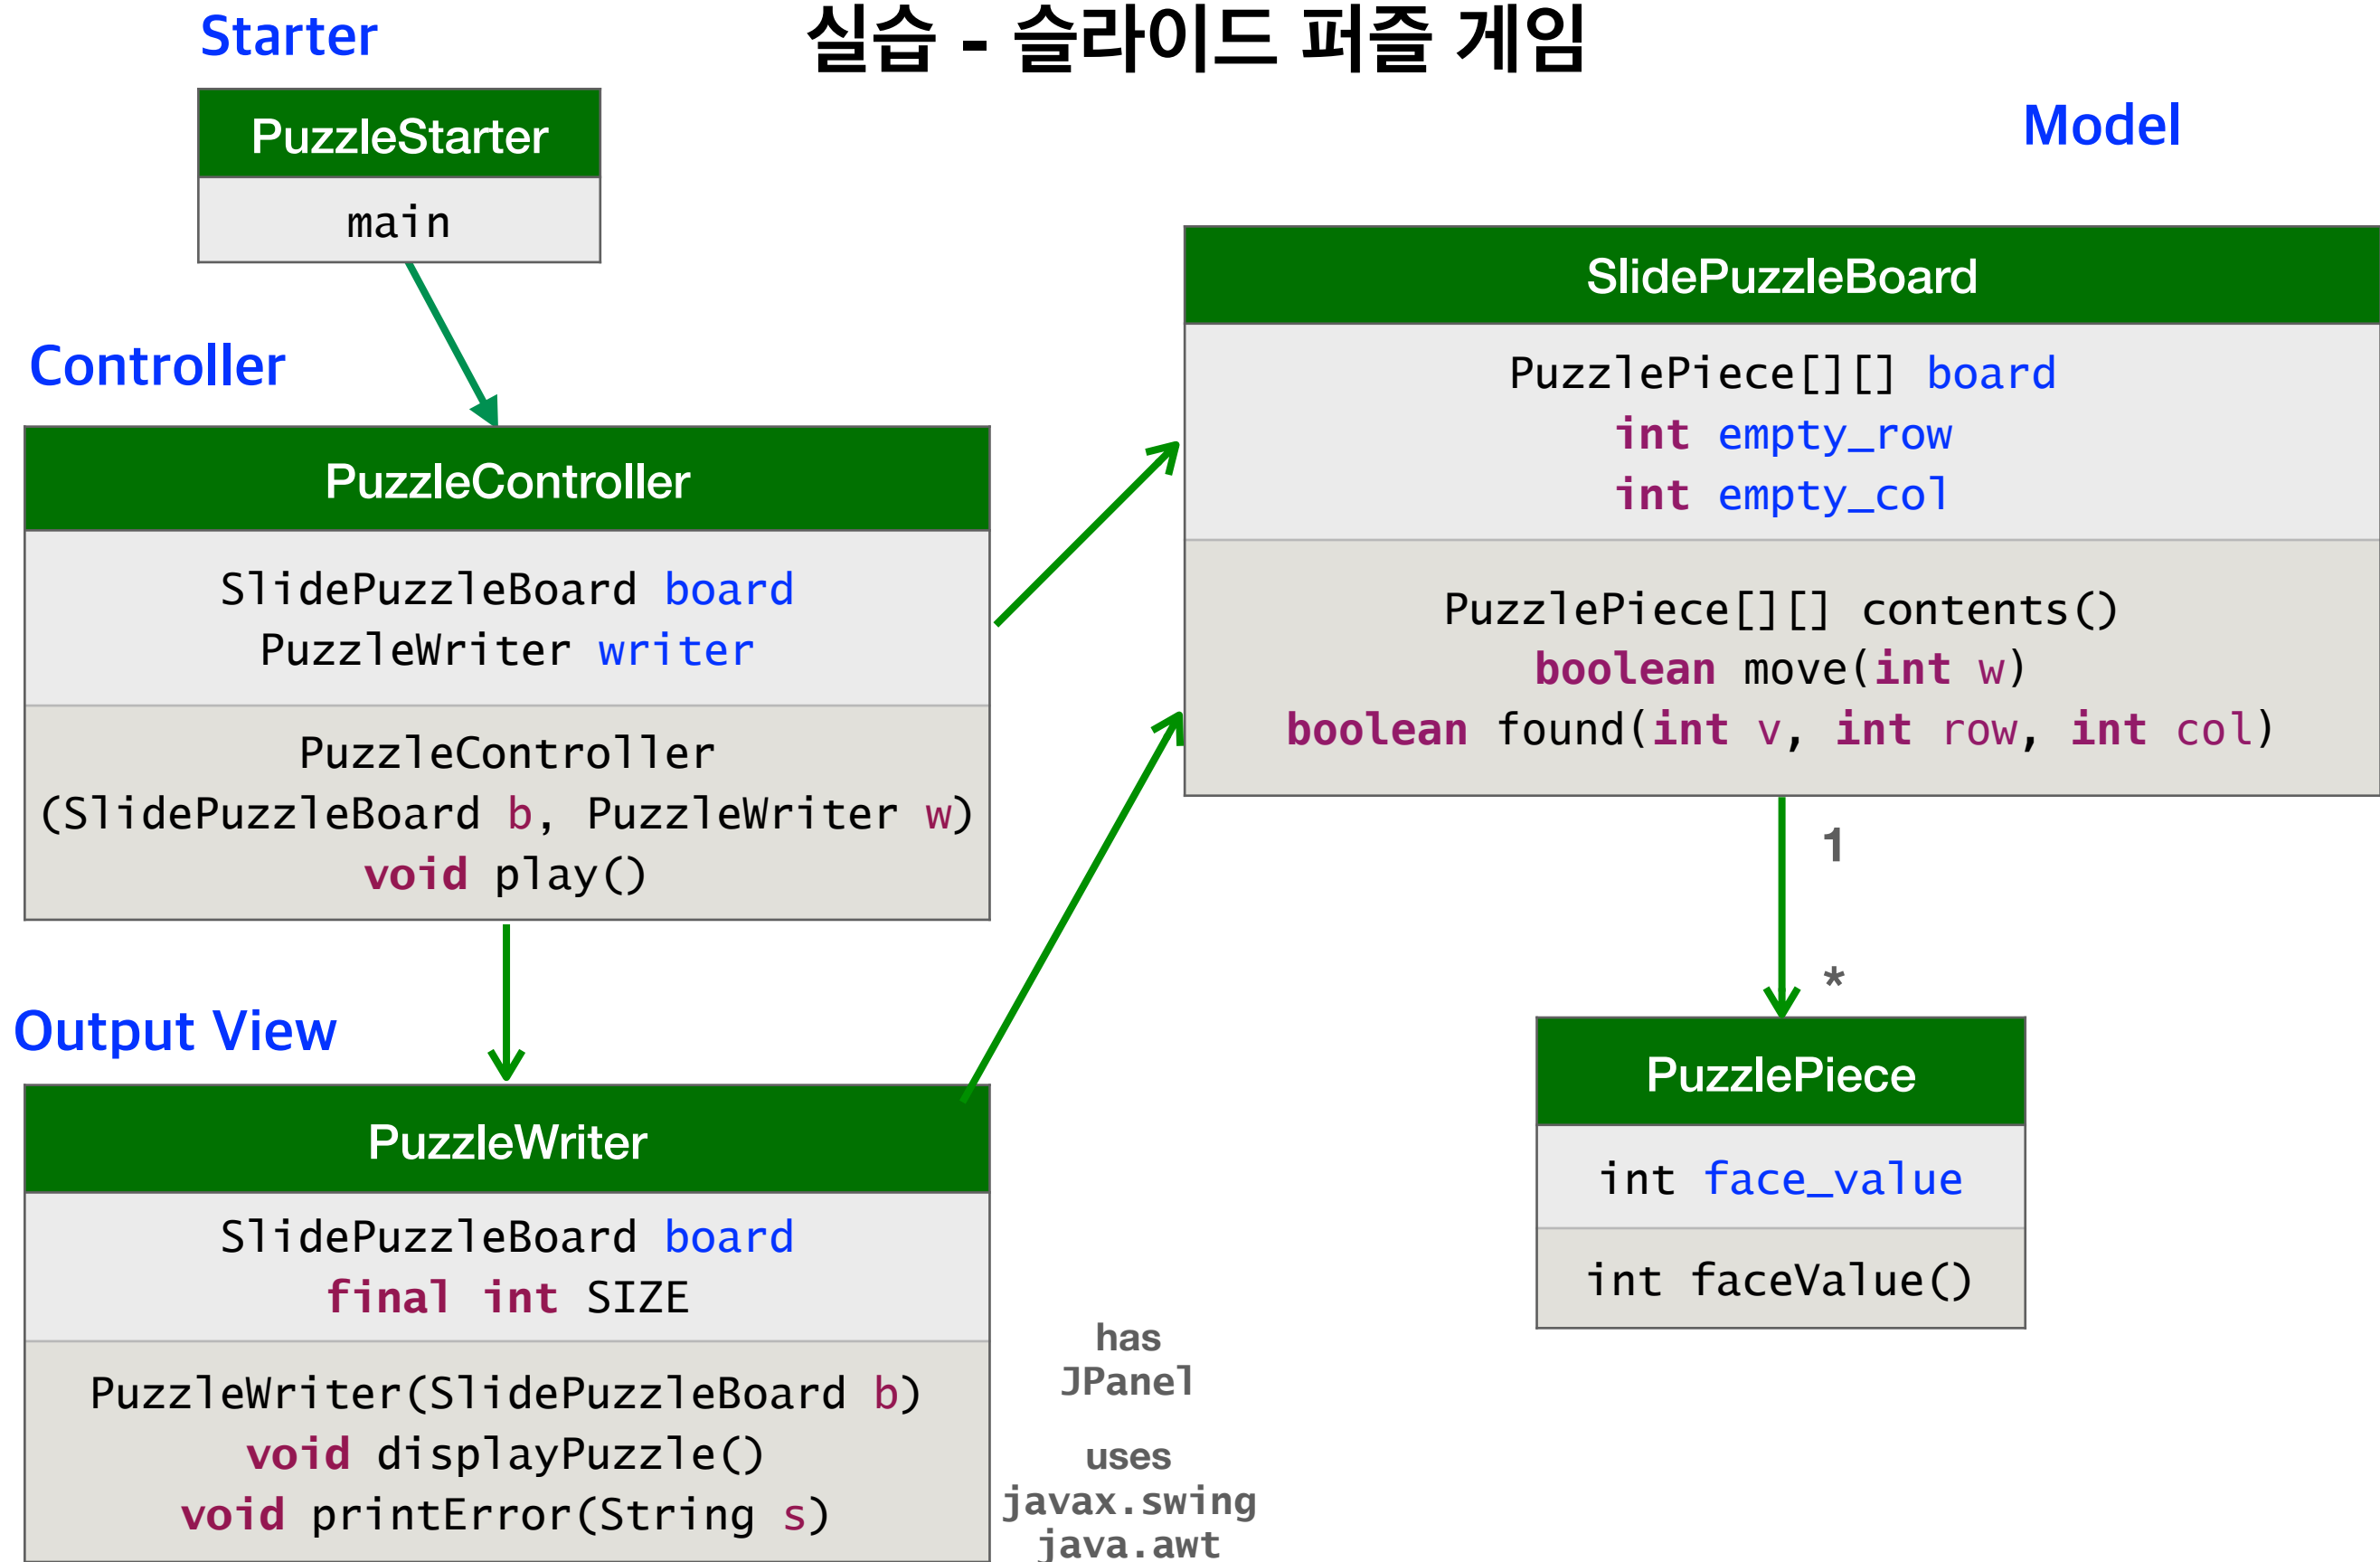 실습 - 슬라이드 퍼즐 게임
Starter
PuzzleStarter
main
Controller
PuzzleController
SlidePuzzleBoard board
PuzzleWriter writer
PuzzleController
(SlidePuzzleBoard b, PuzzleWriter w)
void play()
Output View
PuzzleWriter
SlidePuzzleBoard board
final int SIZE
PuzzleWriter(SlidePuzzleBoard b)
void displayPuzzle()
void printError(String s)
has
JPanel
uses
javax.swing
java.awt
Model
SlidePuzzleBoard
PuzzlePiece[][] board
int empty_row
int empty_col
PuzzlePiece[][] contents()
boolean move(int w)
boolean found(int v, int row, int col)
1
*
PuzzlePiece
int face_value
int faceValue()